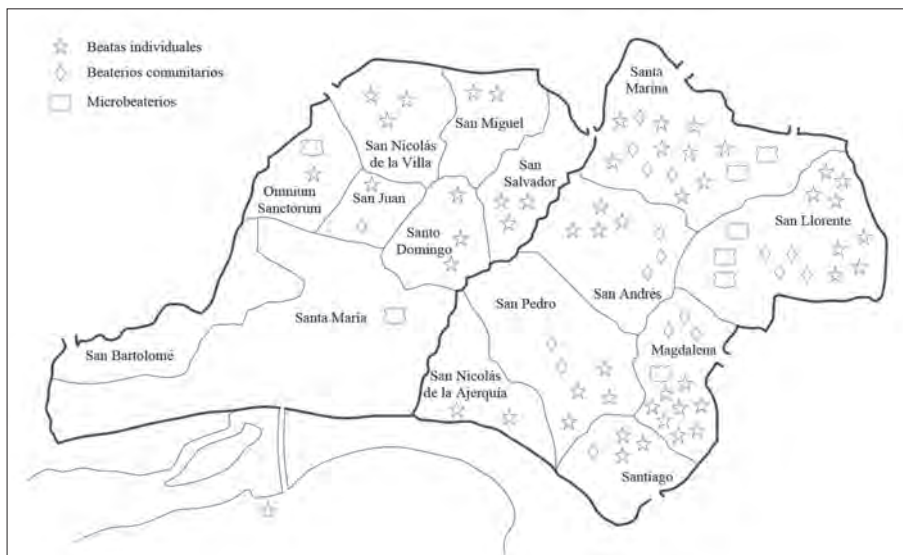 Beatas individuales
Beaterios comunitarios
Microbeaterios
Santa
Marina
San Miguel
San Nicolás
de la Villa
San
Salvador
Omnium
Sanctorum
San Juan
Santo
Domingo
San Llorente
San Andrés
San Pedro
Santa María
Magdalena
San Bartolomé
San Nicolás
de la Ajerquía
Santiago